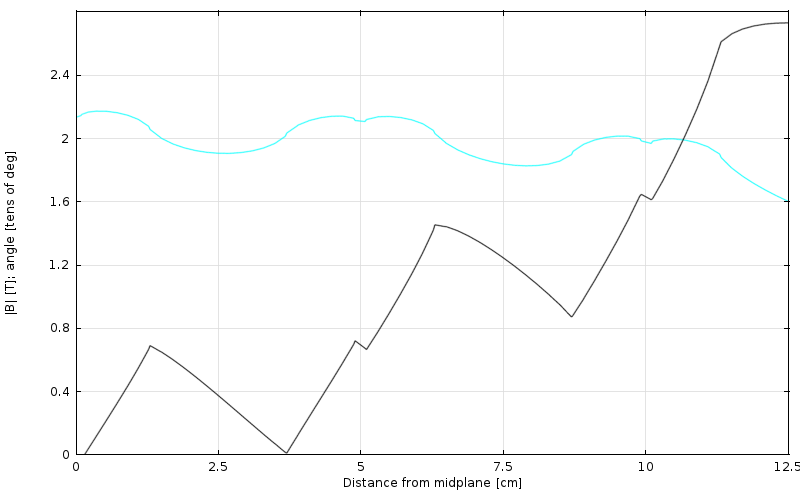 |B| [T]; angle [tens of deg]
2.4
2
1.6
1.2
0.8
0.4
0
0 2.5 5 7.5 10 12.5
Distance from midplane [cm]